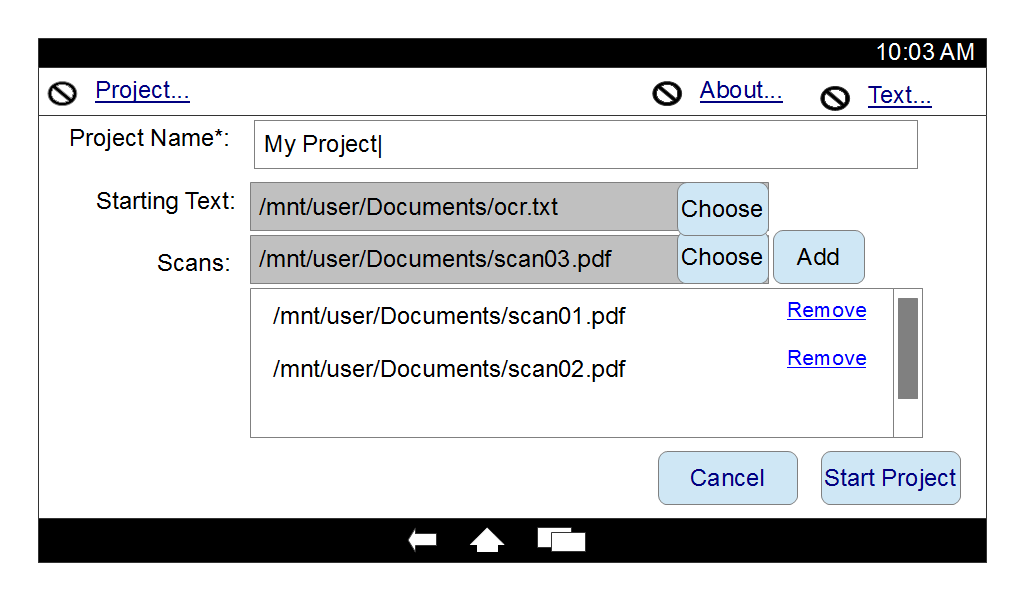 10:03 AM
Project... About... Text...
Project Name*: My Project
Starting Text: /mnt/user/Documents/ocr.txt Choose
Scans: /mnt/user/Documents/scan03.pdf Choose Add
/mnt/user/Documents/scan01.pdf Remove
/mnt/user/Documents/scan02.pdf Remove
Cancel Start Project